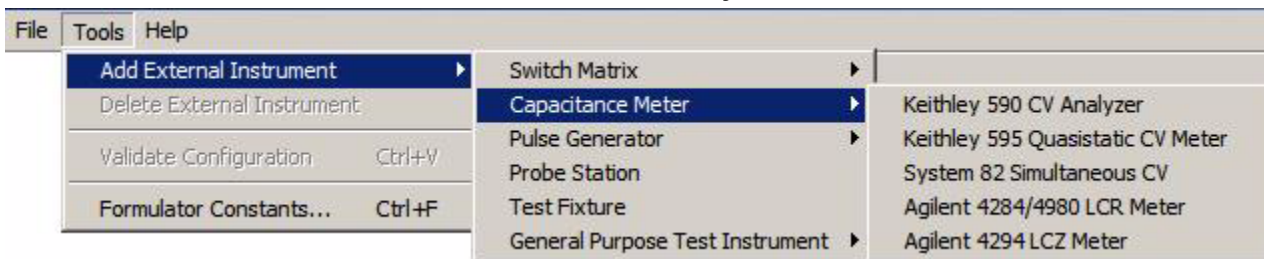 File Tools Help
Add External Instrument
Delete External Instrument
Validate Configuration Ctrl+V
Formulator Constants... Ctrl+F
Switch Matrix
Capacitance Meter
Pulse Generator
Probe Station
Test Fixture
General Purpose Test Instrument
Keithley 590 CV Analyzer
Keithley 595 Quasistatic CV Meter
System 82 Simultaneous CV
Agilent 4284/4980 LCR Meter
Agilent 4294 LCZ Meter